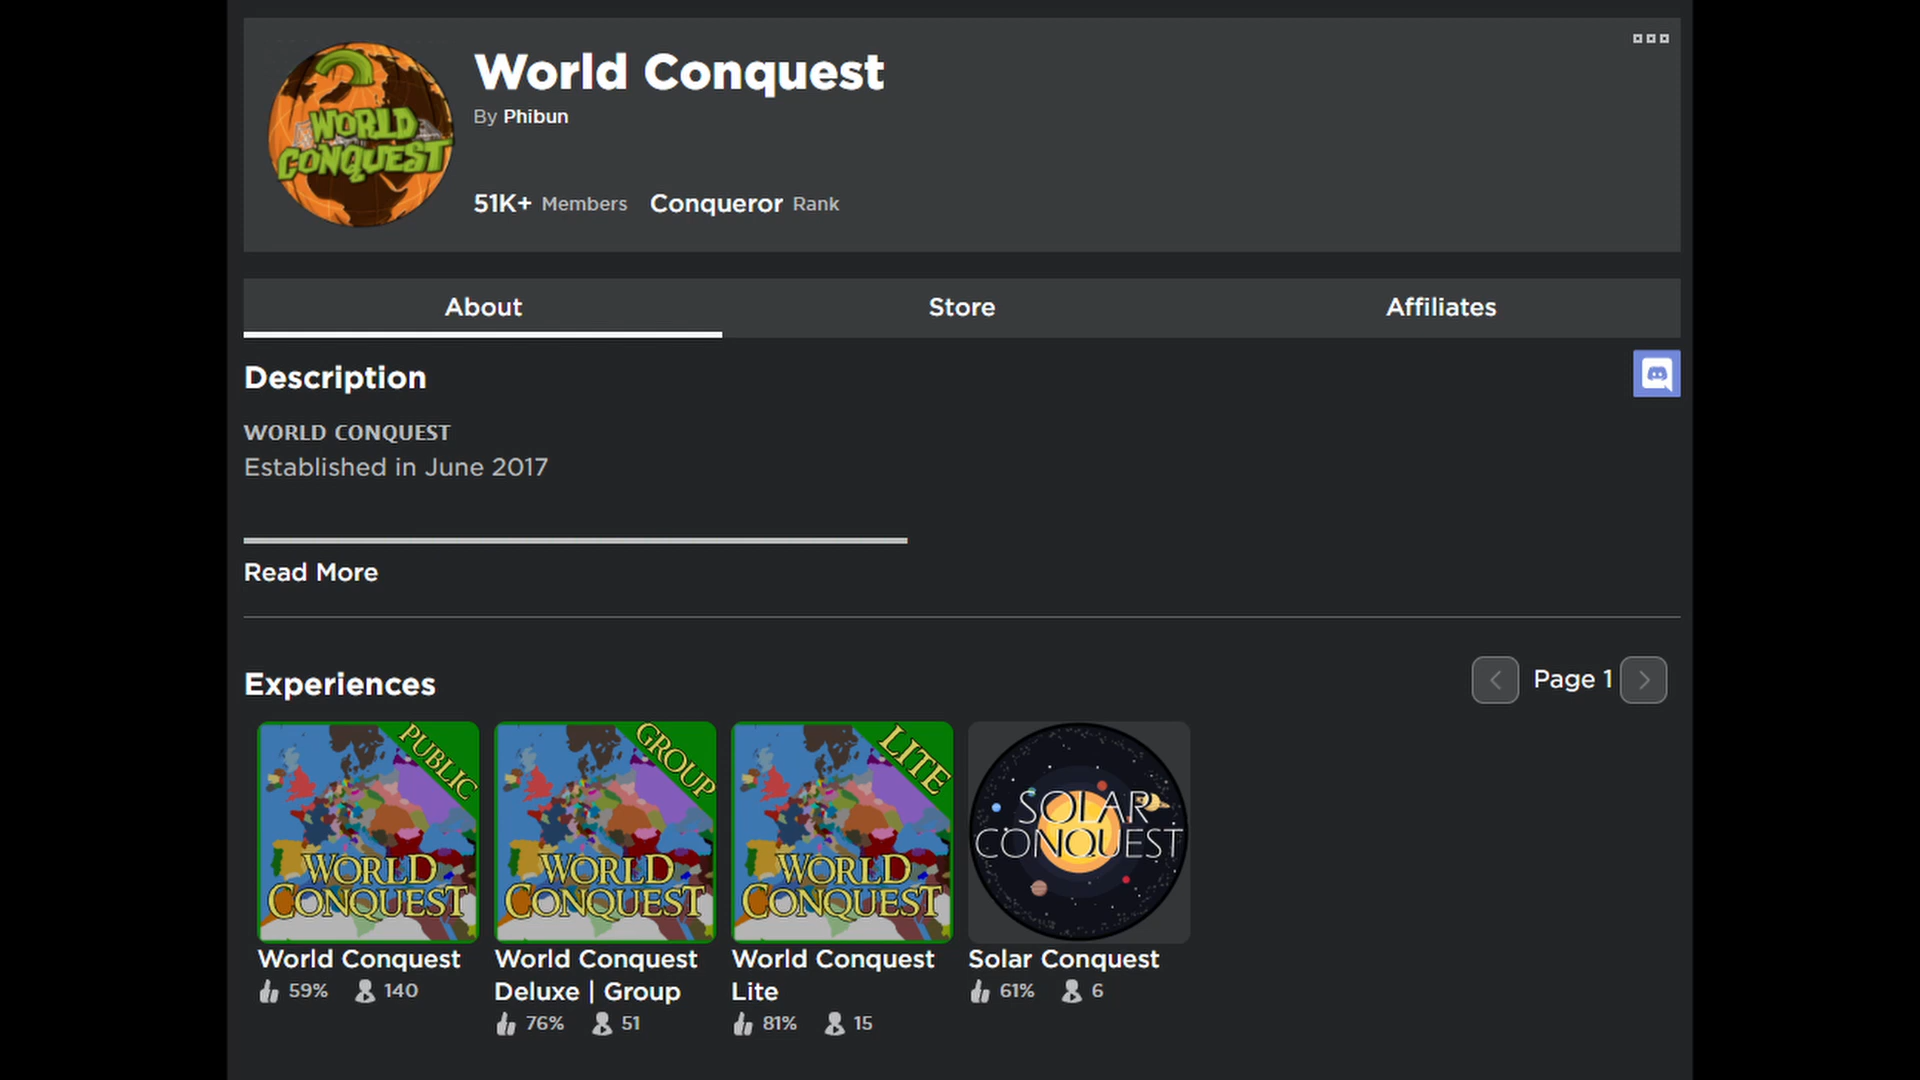 WORLD
CONQUEST
World Conquest
By Phibun
51K+ Members Conqueror Rank
About Store Affiliates
Description
WORLD CONQUEST
Established in June 2017
Read More
Experiences
Page 1
PUBLIC
WORLD
CONQUEST
GROUP
WORLD
CONQUEST
LITE
WORLD
CONQUEST
SOLAR
CONQUEST
World Conquest
59% 140
World Conquest
Deluxe | Group
76% 51
World Conquest
Lite
81% 15
Solar Conquest
61% 6